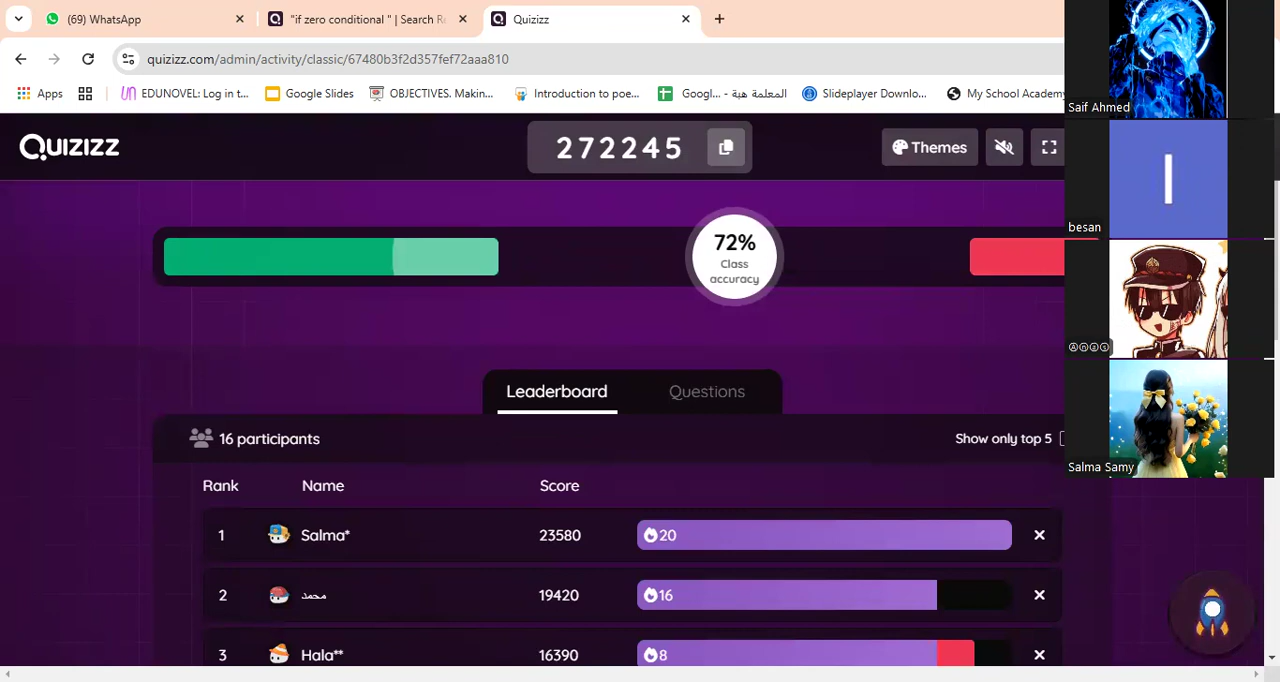 (69) WhatsApp
"if zero conditional " | Search Re
Quizizz
quizizz.com/admin/activity/classic/67480b3f2d357fef72aaa810
Apps
EDUNOVEL: Log in t...
Google Slides
OBJECTIVES. Makin...
Introduction to poe...
المعلمة هبة - Googl...
Slideplayer Downlo...
My School Academy
Saif Ahmed
QUIZIZZ
272245
Themes
72%
Class
accuracy
besan
I
Ⓐⓝⓐⓢ
Leaderboard
Questions
16 participants
Show only top 5
Salma Samy
Rank
Name
Score
1 Salma* 23580 20
2 محمد 19420 16
3 Hala** 16390 8